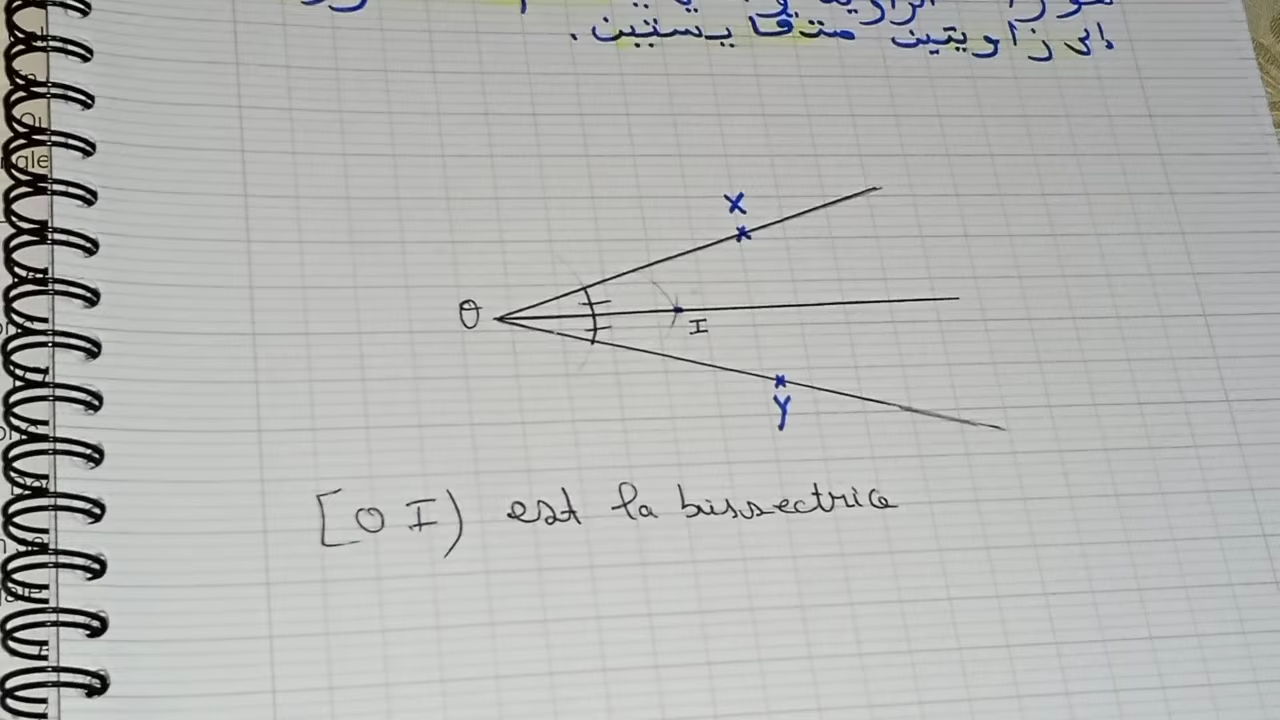 إلى زاويتين متقايستين.
X
O
I
Y
[OI) est la bissectrice